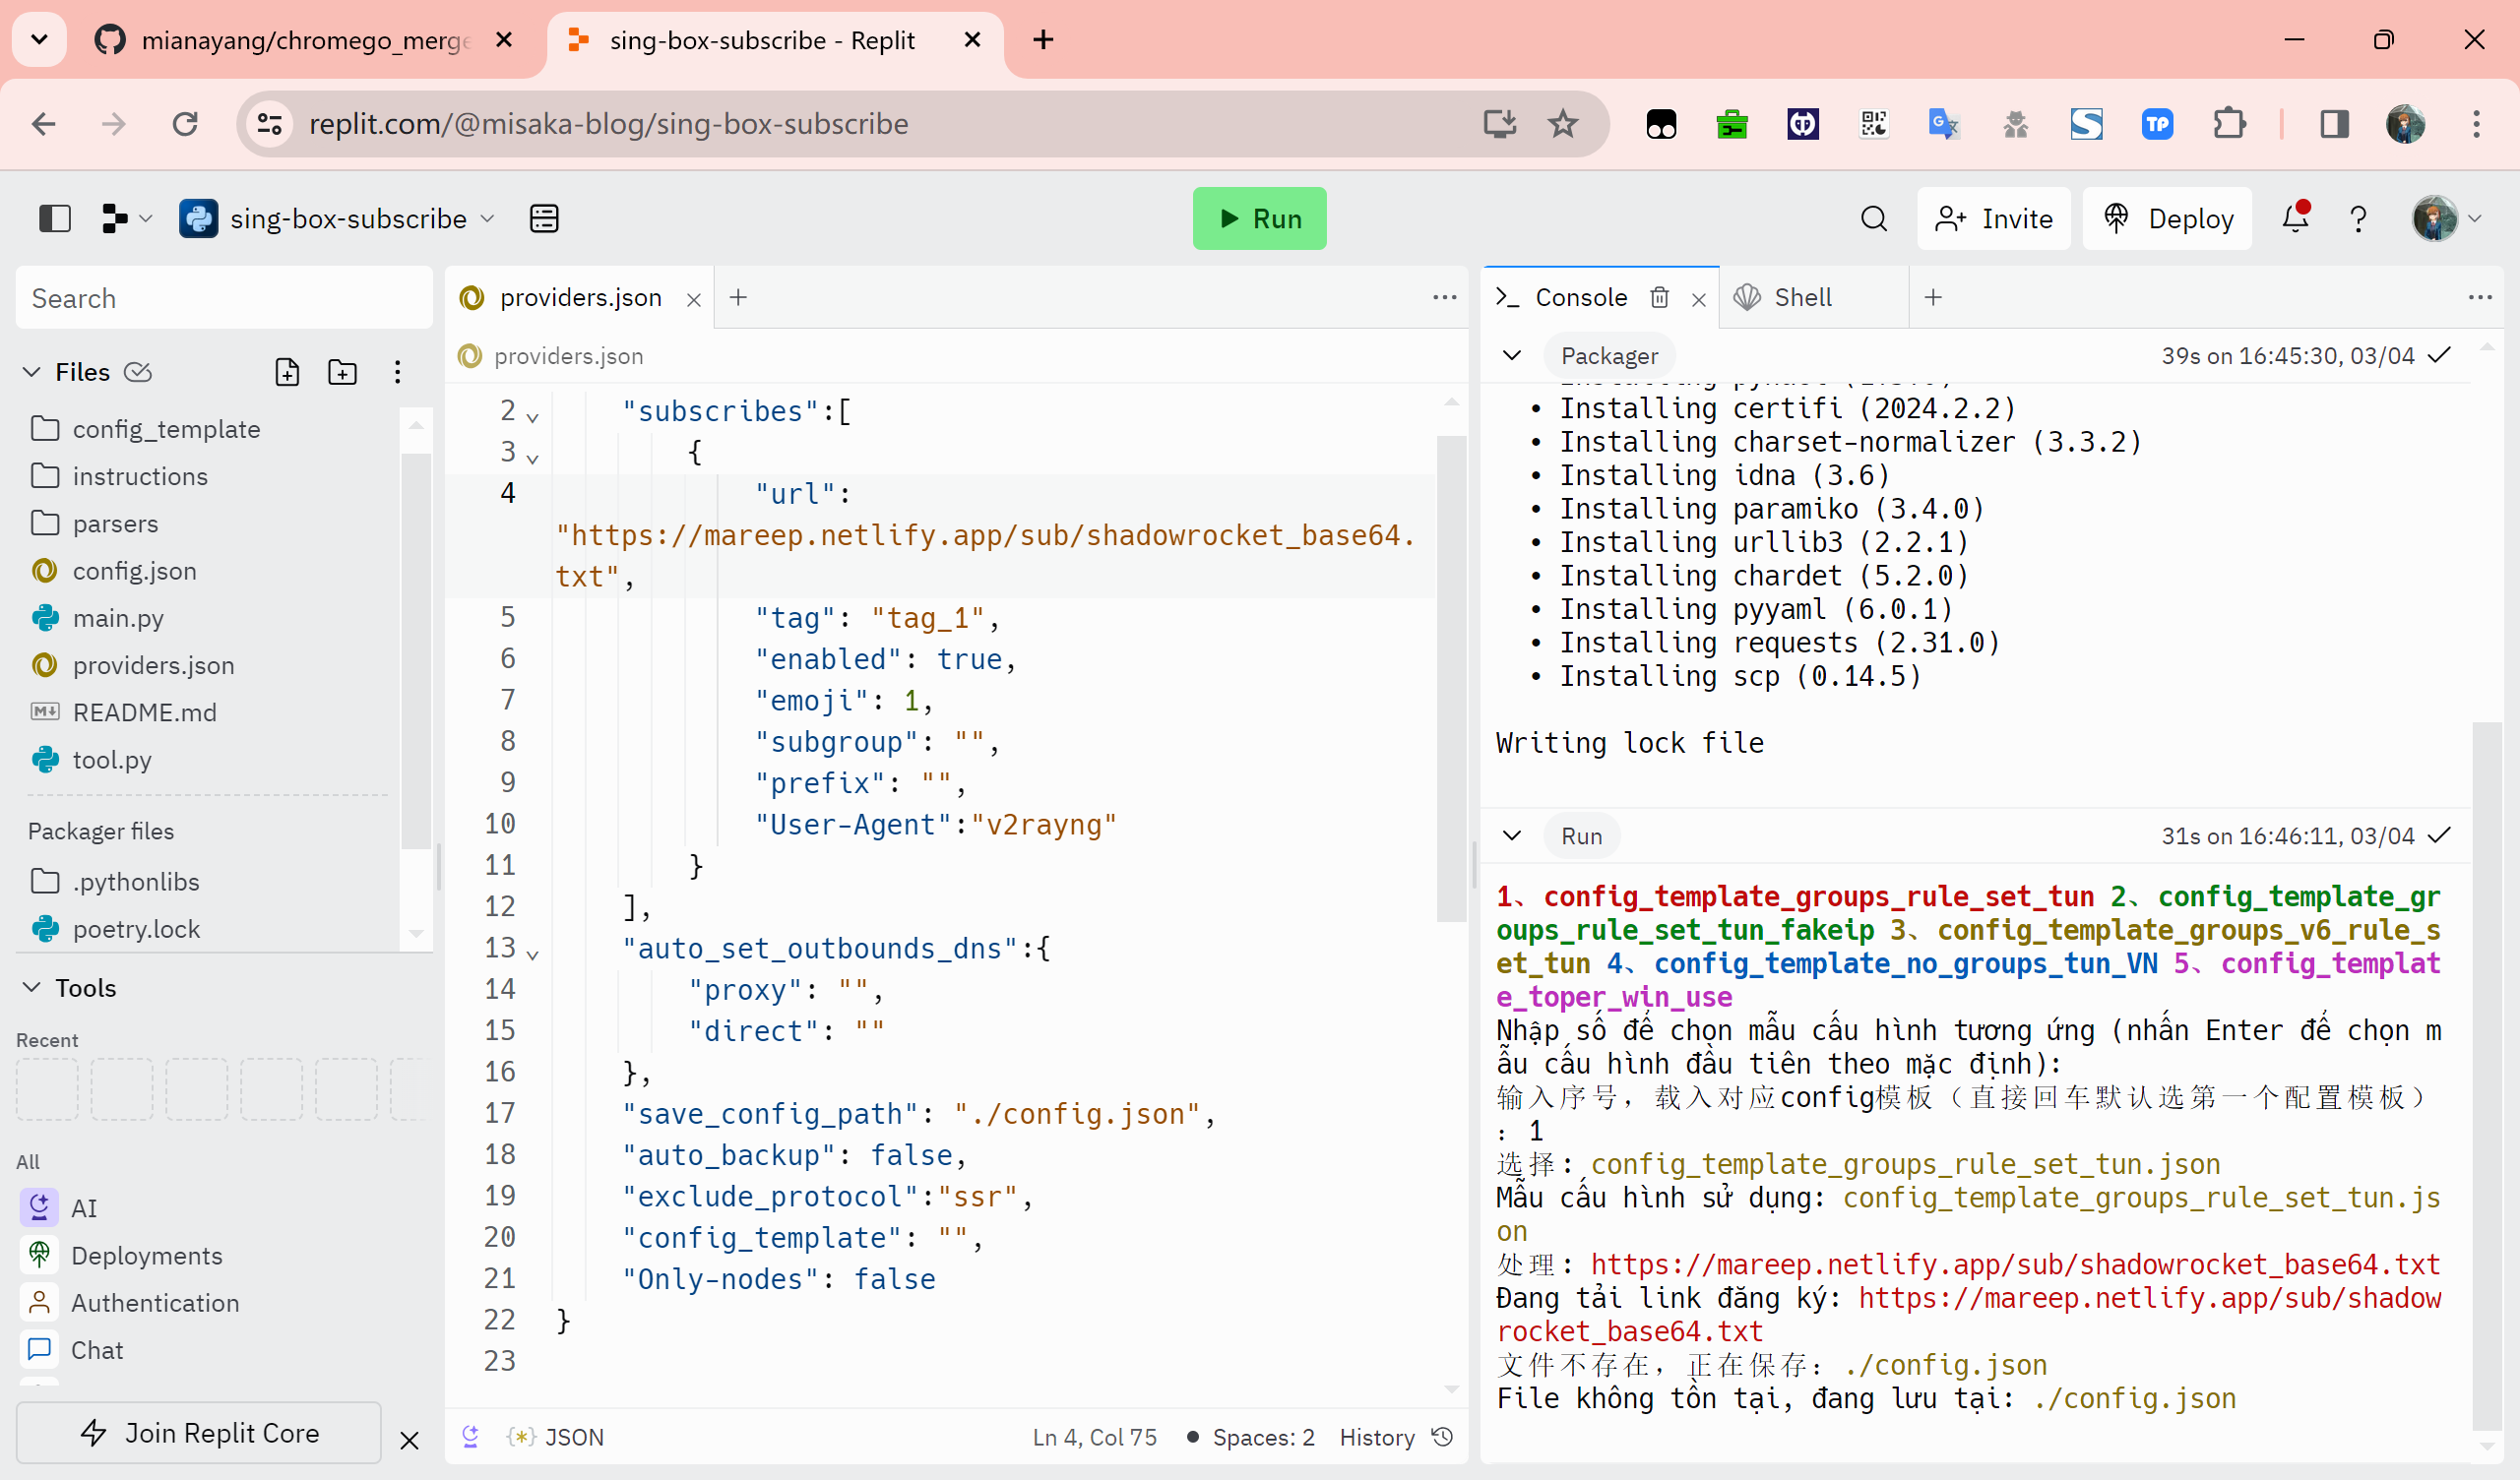 mianayang/chromego_merge
sing-box-subscribe - Replit
replit.com/@misaka-blog/sing-box-subscribe
TP
sing-box-subscribe
Run
Invite
Deploy
Search
Files
config_template
instructions
parsers
config.json
main.py
providers.json
README.md
tool.py
Packager files
.pythonlibs
poetry.lock
Tools
Recent
All
AI
Deployments
Authentication
Chat
Join Replit Core
providers.json
providers.json
2 "subscribes":[
3 {
4 "url":
"https://mareep.netlify.app/sub/shadowrocket_base64.
txt",
5 "tag": "tag_1",
6 "enabled": true,
7 "emoji": 1,
8 "subgroup": "",
9 "prefix": "",
10 "User-Agent":"v2rayng"
11 }
12 ],
13 "auto_set_outbounds_dns":{
14 "proxy": "",
15 "direct": ""
16 },
17 "save_config_path": "./config.json",
18 "auto_backup": false,
19 "exclude_protocol":"ssr",
20 "config_template": "",
21 "Only-nodes": false
22 }
23
JSON
Ln 4, Col 75
Spaces: 2
History
Console
Shell
Packager
39s on 16:45:30, 03/04
• Installing certifi (2024.2.2)
• Installing charset-normalizer (3.3.2)
• Installing idna (3.6)
• Installing paramiko (3.4.0)
• Installing urllib3 (2.2.1)
• Installing chardet (5.2.0)
• Installing pyyaml (6.0.1)
• Installing requests (2.31.0)
• Installing scp (0.14.5)
Writing lock file
Run
31s on 16:46:11, 03/04
1、config_template_groups_rule_set_tun 2、config_template_gr
oups_rule_set_tun_fakeip 3、config_template_groups_v6_rule_s
et_tun 4、config_template_no_groups_tun_VN 5、config_templat
e_toper_win_use
Nhập số để chọn mẫu cấu hình tương ứng (nhấn Enter để chọn m
ẫu cấu hình đầu tiên theo mặc định):
输入序号，载入对应config模板（直接回车默认选第一个配置模板）
：1
选择: config_template_groups_rule_set_tun.json
Mẫu cấu hình sử dụng: config_template_groups_rule_set_tun.js
on
处理: https://mareep.netlify.app/sub/shadowrocket_base64.txt
Đang tải link đăng ký: https://mareep.netlify.app/sub/shadow
rocket_base64.txt
文件不存在，正在保存：./config.json
File không tồn tại, đang lưu tại: ./config.json